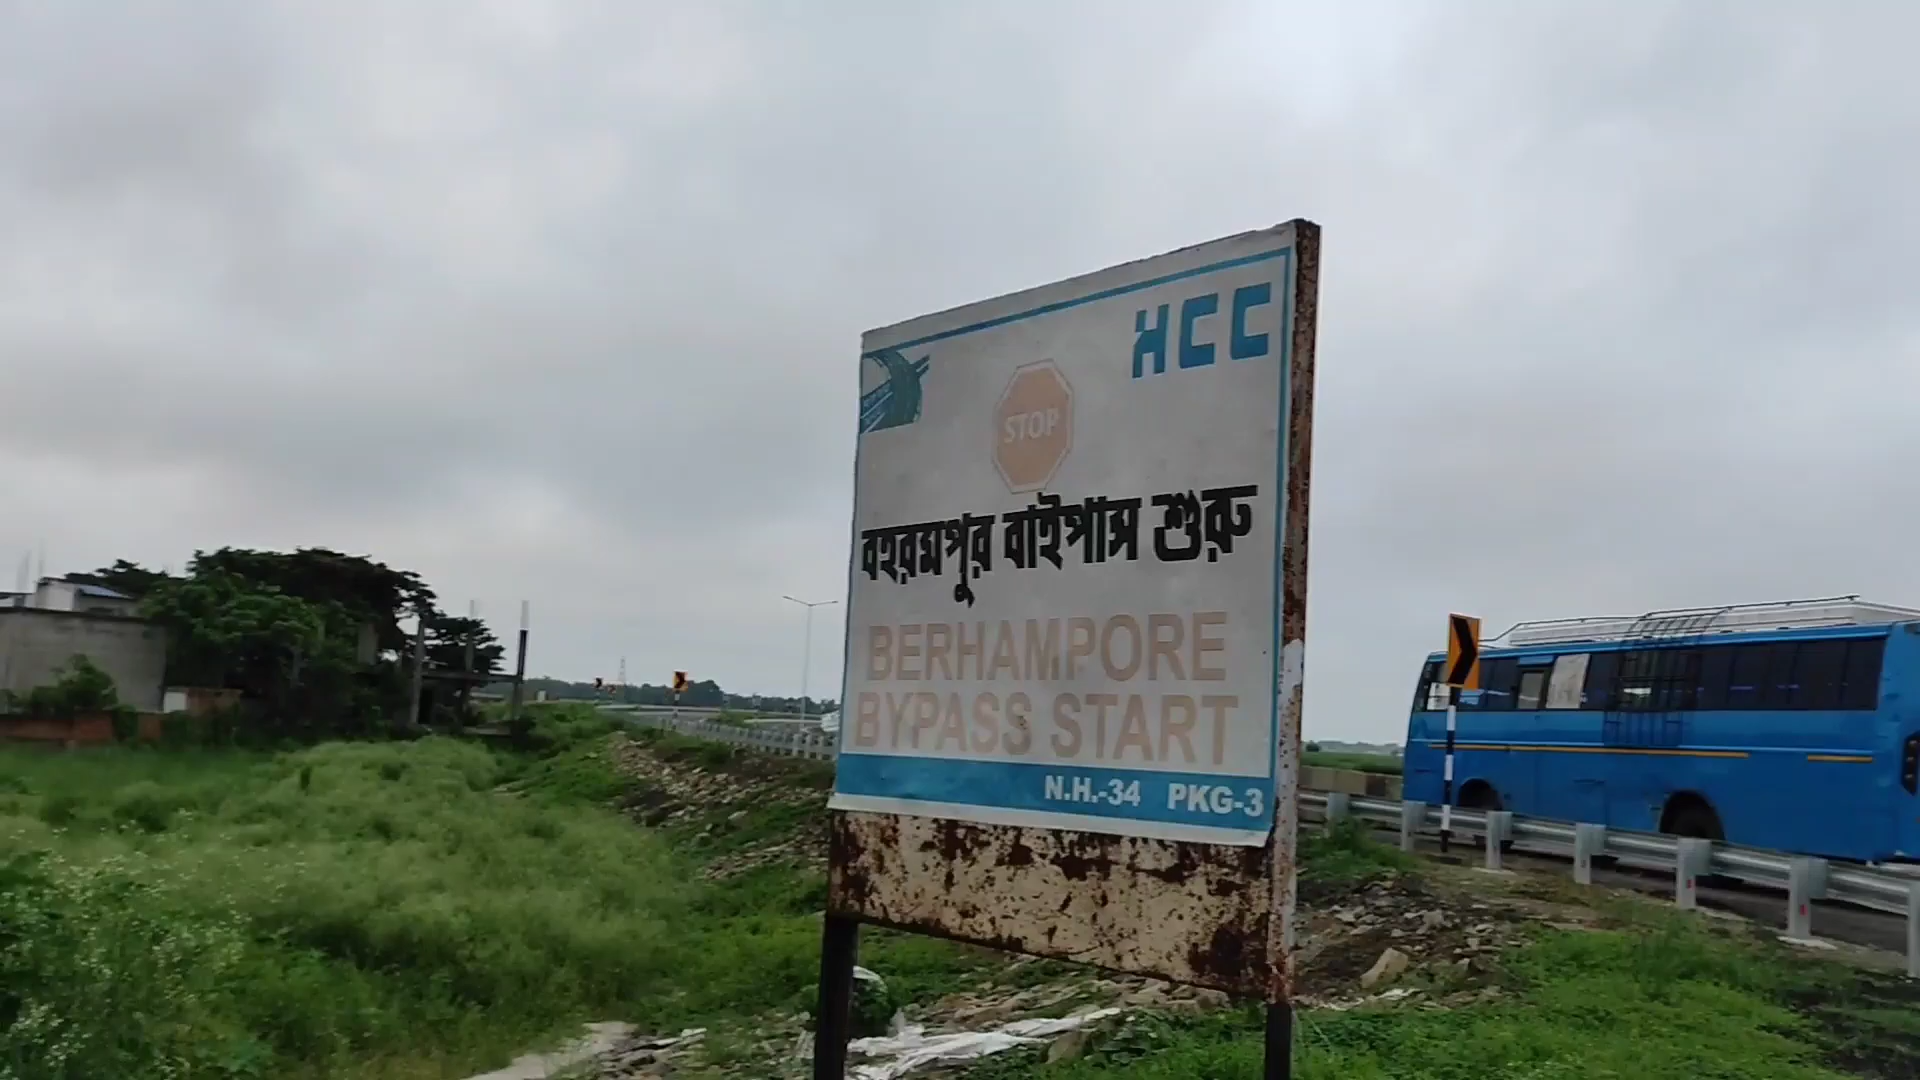 HCC
STOP
বহরমপুর বাইপাস শুরু
BERHAMPORE
BYPASS START
N.H.-34 PKG-3